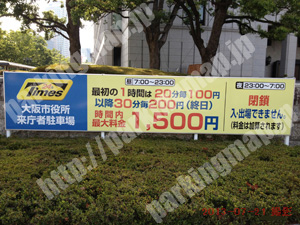 Times
大阪市役所
来庁者駐車場
昼 7:00～23:00
最初の1時間は20分毎100円
以降30分毎200円(終日)
時間内
最大料金 1,500円
夜 23:00～7:00
閉鎖
入・出場できません。
(料金は加算されます)